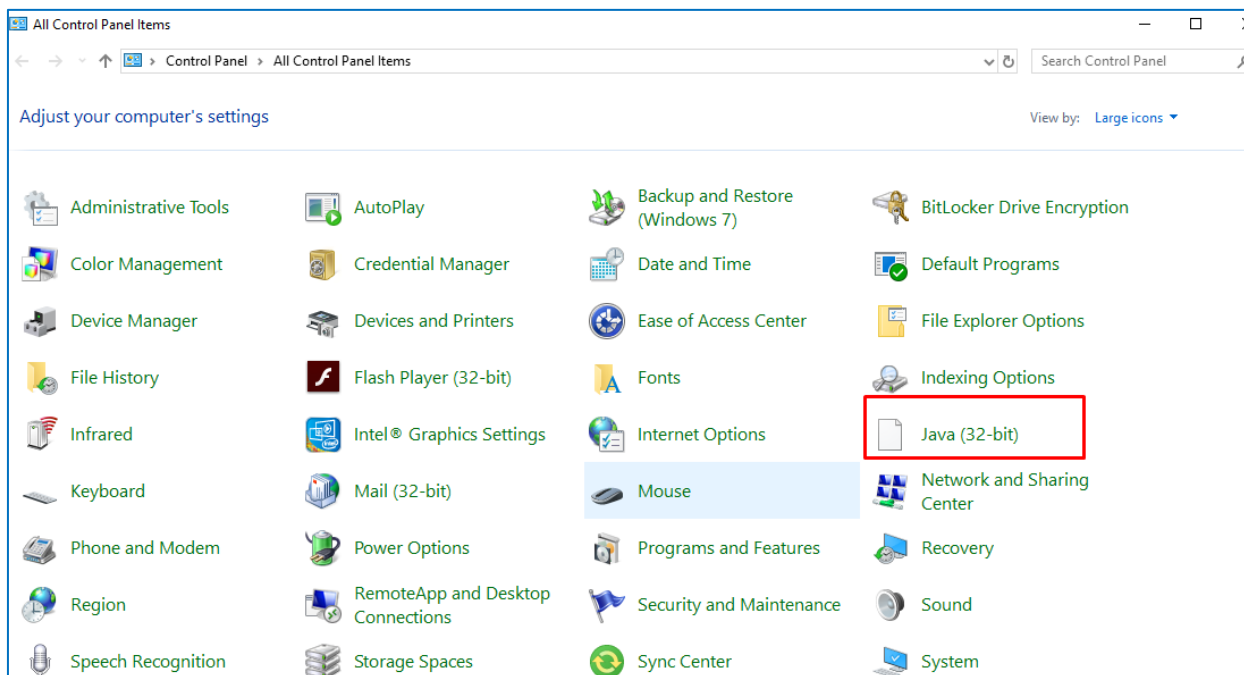 All Control Panel Items
Control Panel > All Control Panel Items
Search Control Panel
Adjust your computer's settings
View by: Large icons
Administrative Tools
AutoPlay
Backup and Restore
(Windows 7)
BitLocker Drive Encryption
Color Management
Credential Manager
Date and Time
Default Programs
Device Manager
Devices and Printers
Ease of Access Center
File Explorer Options
File History
Flash Player (32-bit)
Fonts
Indexing Options
Infrared
Intel® Graphics Settings
Internet Options
Java (32-bit)
Keyboard
Mail (32-bit)
Mouse
Network and Sharing
Center
Phone and Modem
Power Options
Programs and Features
Recovery
Region
RemoteApp and Desktop
Connections
Security and Maintenance
Sound
Speech Recognition
Storage Spaces
Sync Center
System